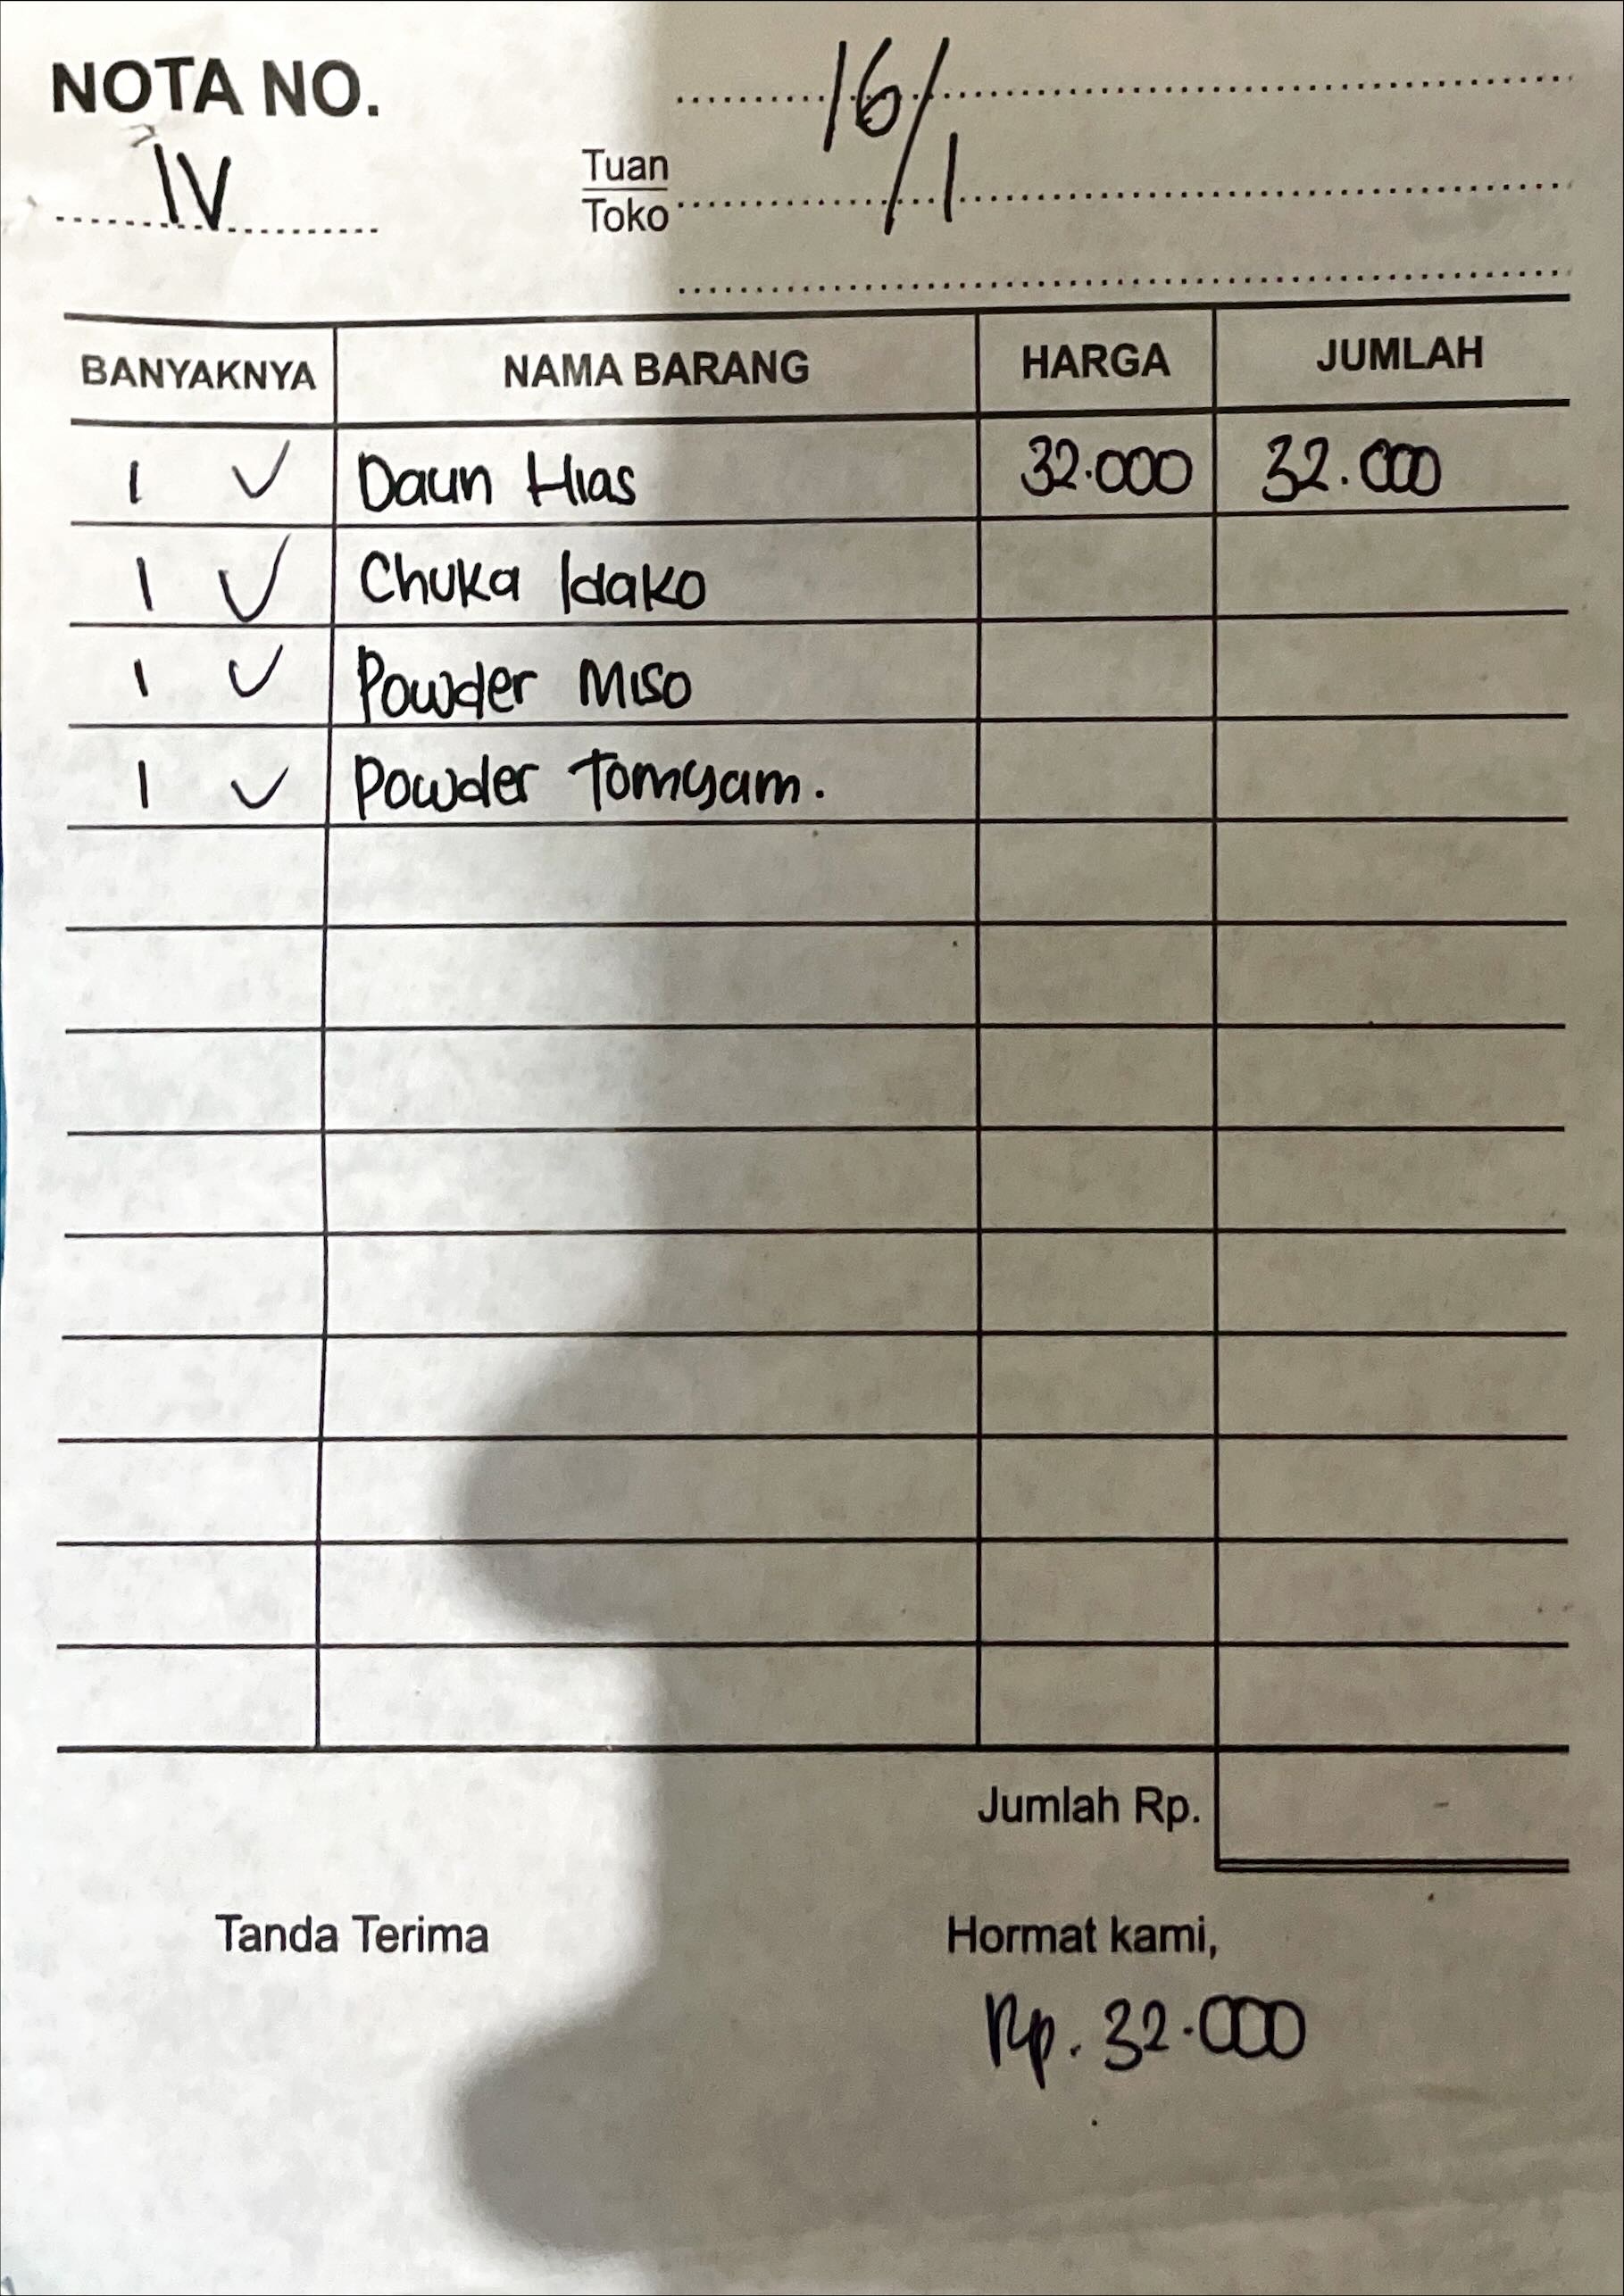 NOTA NO.
IV
16/1
Tuan
Toko
BANYAKNYA NAMA BARANG HARGA JUMLAH
1 ✓ Daun Hias 32.000 32.000
1 ✓ Chuka Idako
1 ✓ Powder Miso
1 ✓ Powder Tomyam.
Jumlah Rp.
Tanda Terima Hormat kami,
Rp. 32.000